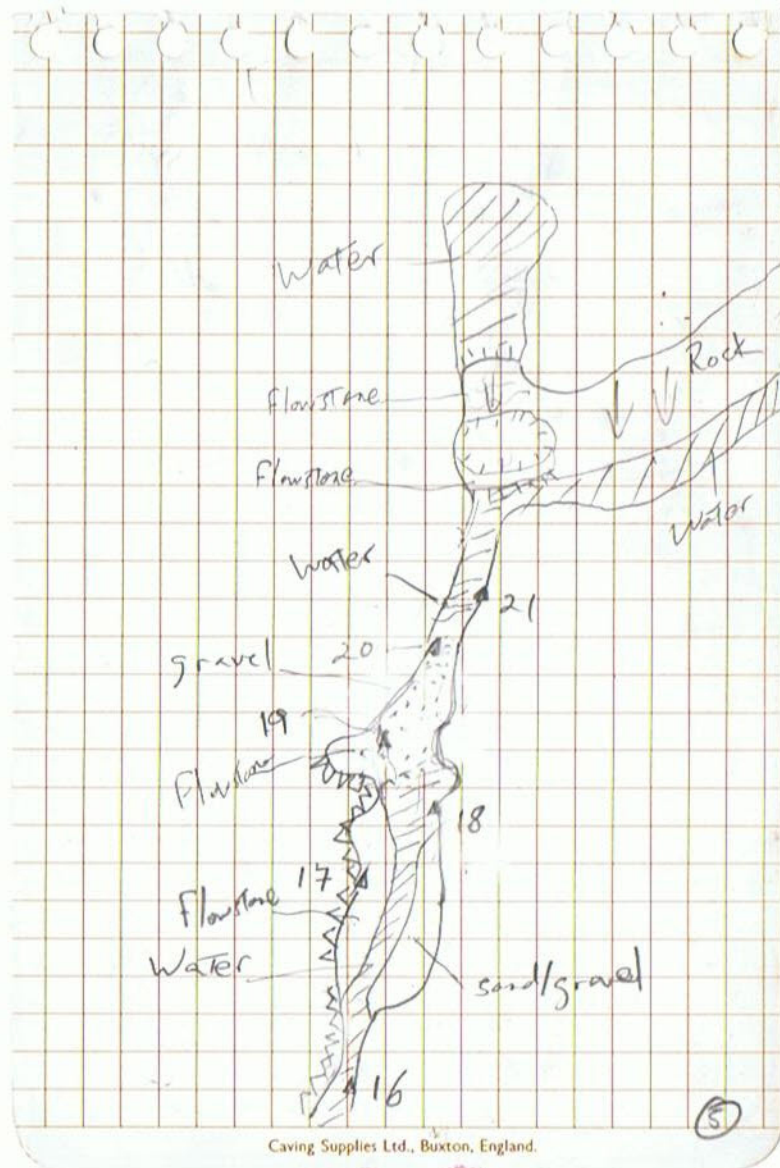 Water
Rock
flowstone
flowstone
Water
Water
21
20
gravel
19
Flowstone
18
17
flowstone
Water
sand/gravel
16
5
Caving Supplies Ltd., Buxton, England.